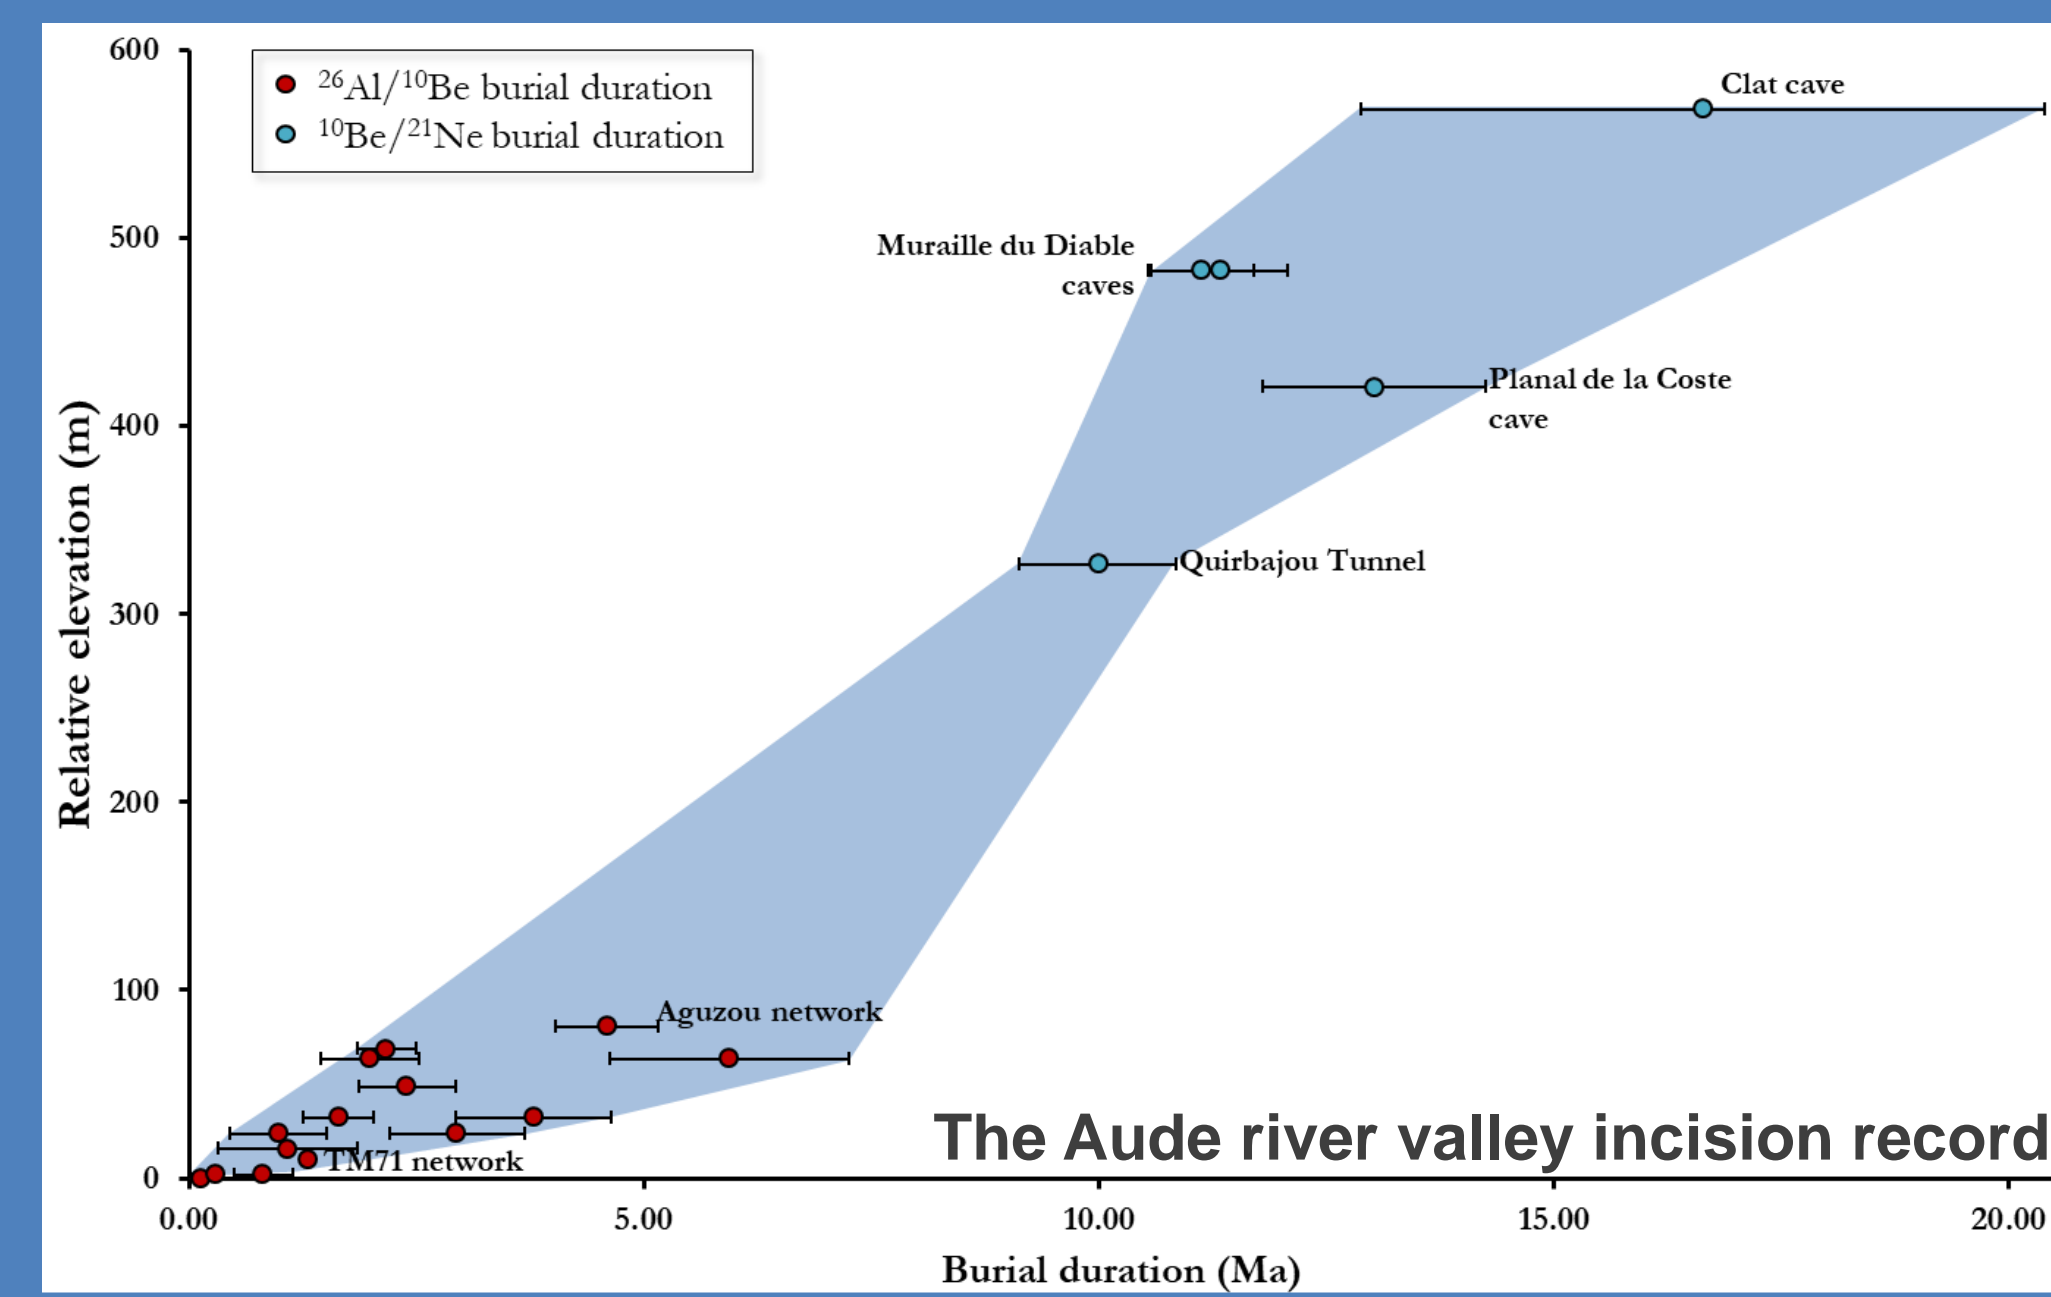 600
²⁶Al/¹⁰Be burial duration
¹⁰Be/²¹Ne burial duration
Clat cave
500
Muraille du Diable
caves
Planal de la Coste
cave
400
Relative elevation (m)
Quirbajou Tunnel
300
200
100
Aguzou network
The Aude river valley incision record
TM71 network
0
0.00 5.00 10.00 15.00 20.00
Burial duration (Ma)